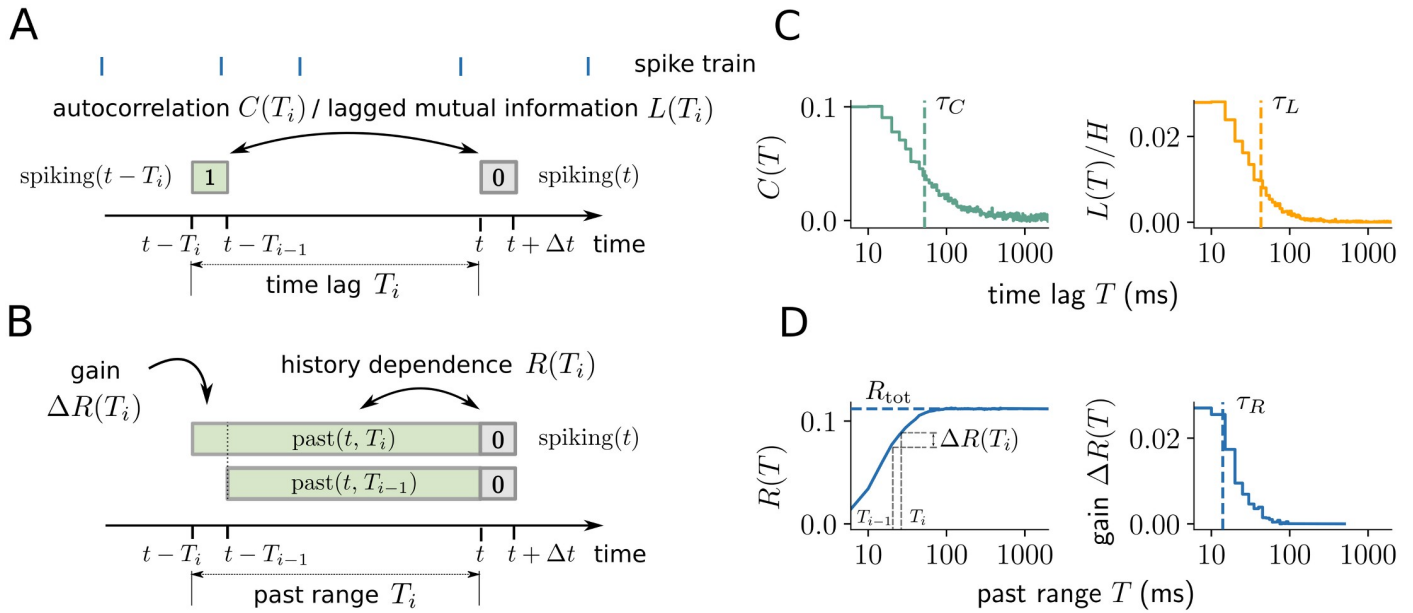 A
spike train
autocorrelation C(T_i) / lagged mutual information L(T_i)
spiking(t − T_i) 1 0 spiking(t)
t − T_i t − T_{i−1} t t + Δt time
time lag T_i
B
gain
ΔR(T_i)
history dependence R(T_i)
past(t, T_i) 0 spiking(t)
past(t, T_{i−1}) 0
t − T_i t − T_{i−1} t t + Δt time
past range T_i
C
C(T)
0.1
0.0
τ_C
10 100 1000
L(T)/H
0.02
0.00
τ_L
10 100 1000
time lag T (ms)
D
R(T)
0.1
0.0
R_tot
ΔR(T_i)
T_{i−1} T_i
10 100 1000
gain ΔR(T)
0.02
0.00
τ_R
10 100 1000
past range T (ms)